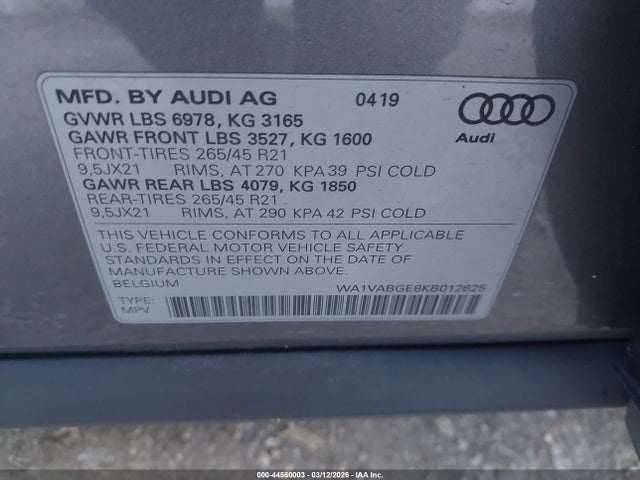 MFD. BY AUDI AG 0419
GVWR LBS 6978, KG 3165
GAWR FRONT LBS 3527, KG 1600
FRONT-TIRES 265/45 R21
9,5JX21 RIMS, AT 270 KPA 39 PSI COLD
GAWR REAR LBS 4079, KG 1850
REAR-TIRES 265/45 R21
9,5JX21 RIMS, AT 290 KPA 42 PSI COLD
Audi
THIS VEHICLE CONFORMS TO ALL APPLICABLE
U.S. FEDERAL MOTOR VEHICLE SAFETY
STANDARDS IN EFFECT ON THE DATE OF
MANUFACTURE SHOWN ABOVE.
BELGIUM WA1VABGE8KB012625
TYPE:
MPV
000-44560003 - 03/12/2026 - IAAI.CA